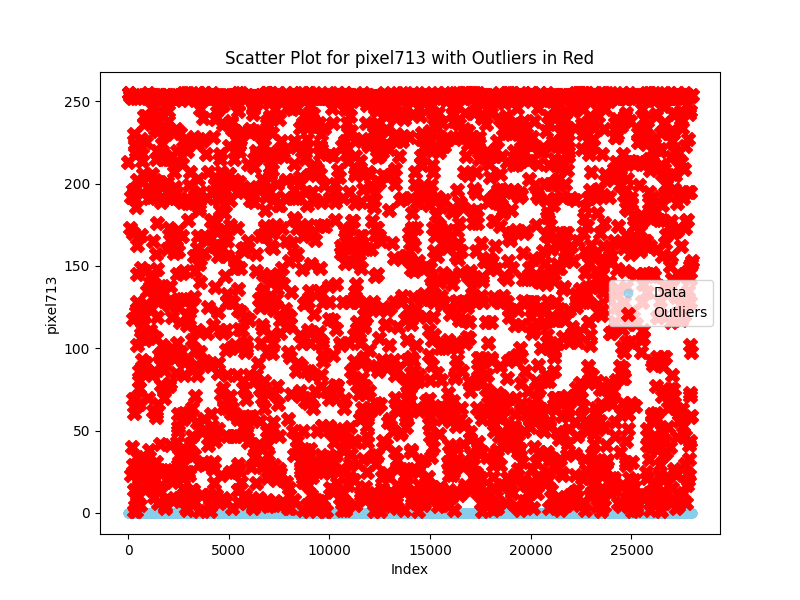 Scatter Plot for pixel713 with Outliers in Red
250
200
150
100
50
0
pixel713
Data
Outliers
0 5000 10000 15000 20000 25000
Index